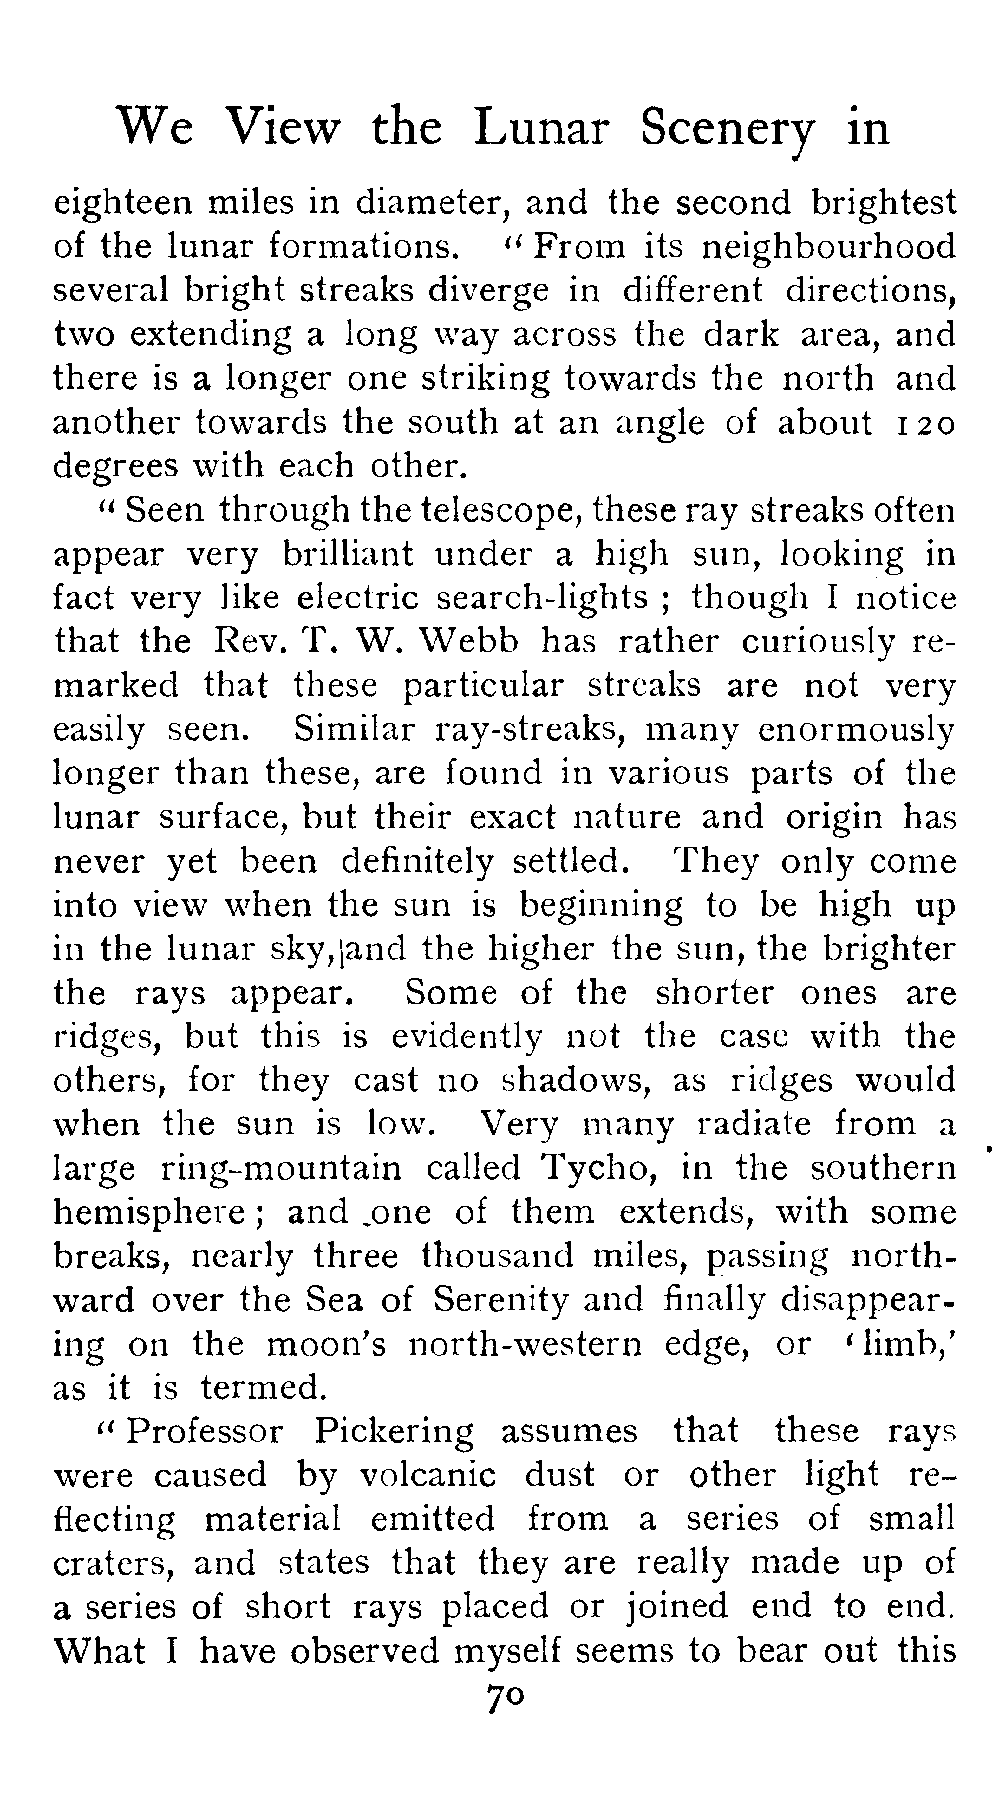 We View the Lunar Scenery in
eighteen miles in diameter, and the second brightest
of the lunar formations. “ From its neighbourhood
several bright streaks diverge in different directions,
two extending a long way across the dark area, and
there is a longer one striking towards the north and
another towards the south at an angle of about 120
degrees with each other.
“ Seen through the telescope, these ray streaks often
appear very brilliant under a high sun, looking in
fact very like electric search-lights ; though I notice
that the Rev. T. W. Webb has rather curiously re-
marked that these particular streaks are not very
easily seen. Similar ray-streaks, many enormously
longer than these, are found in various parts of the
lunar surface, but their exact nature and origin has
never yet been definitely settled. They only come
into view when the sun is beginning to be high up
in the lunar sky, and the higher the sun, the brighter
the rays appear. Some of the shorter ones are
ridges, but this is evidently not the case with the
others, for they cast no shadows, as ridges would
when the sun is low. Very many radiate from a
large ring-mountain called Tycho, in the southern
hemisphere ; and one of them extends, with some
breaks, nearly three thousand miles, passing north-
ward over the Sea of Serenity and finally disappear-
ing on the moon's north-western edge, or ‘ limb,’
as it is termed.
“ Professor Pickering assumes that these rays
were caused by volcanic dust or other light re-
flecting material emitted from a series of small
craters, and states that they are really made up of
a series of short rays placed or joined end to end.
What I have observed myself seems to bear out this
70